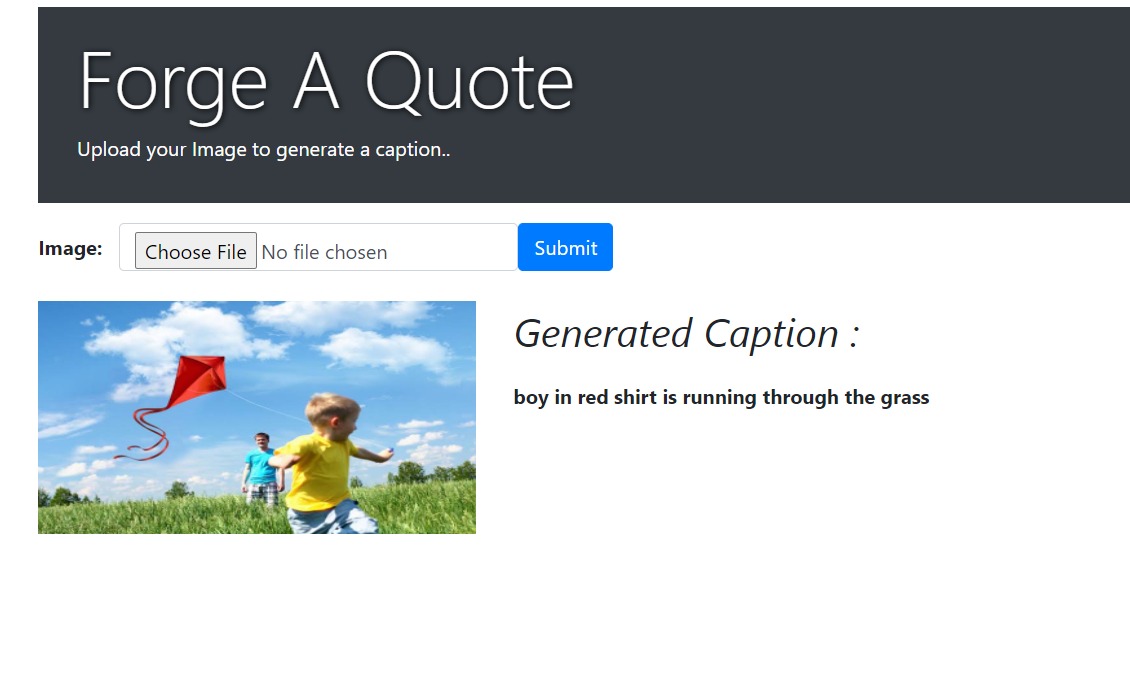 Forge A Quote
Upload your Image to generate a caption..
Image: Choose File No file chosen Submit
Generated Caption :
boy in red shirt is running through the grass